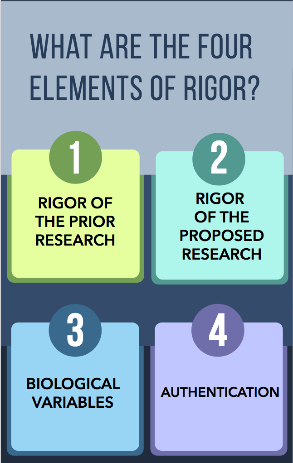 WHAT ARE THE FOUR
ELEMENTS OF RIGOR?
1
RIGOR OF
THE PRIOR
RESEARCH
2
RIGOR
OF THE
PROPOSED
RESEARCH
3
BIOLOGICAL
VARIABLES
4
AUTHENTICATION